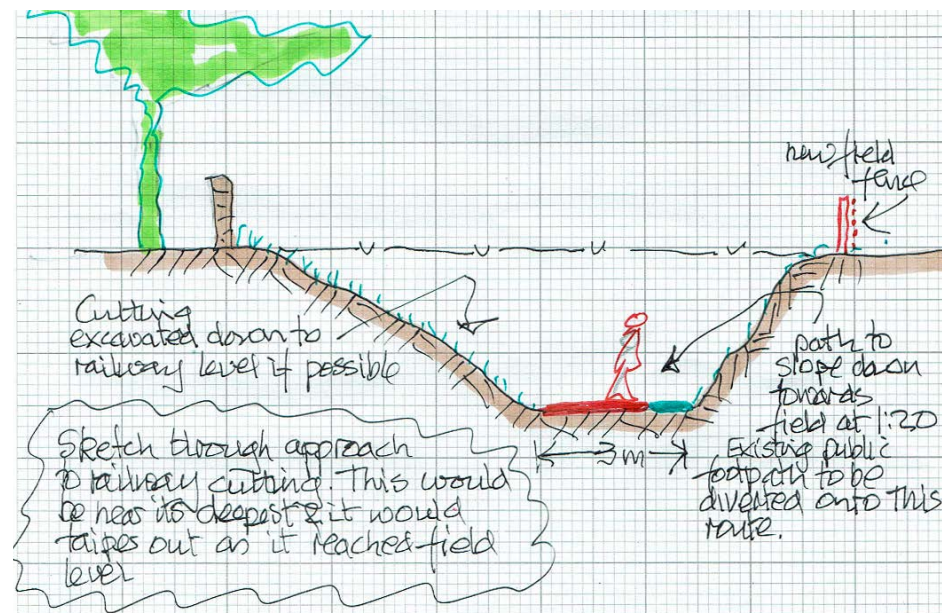 new field
fence
Cutting
excavated down to
railway level if possible
path to
slope down
towards
field at 1:20
Existing public
footpath to be
diverted onto this
route.
3m
Sketch through approach
to railway cutting. This would
be near its deepest & it would
taipes out as it reached field
level